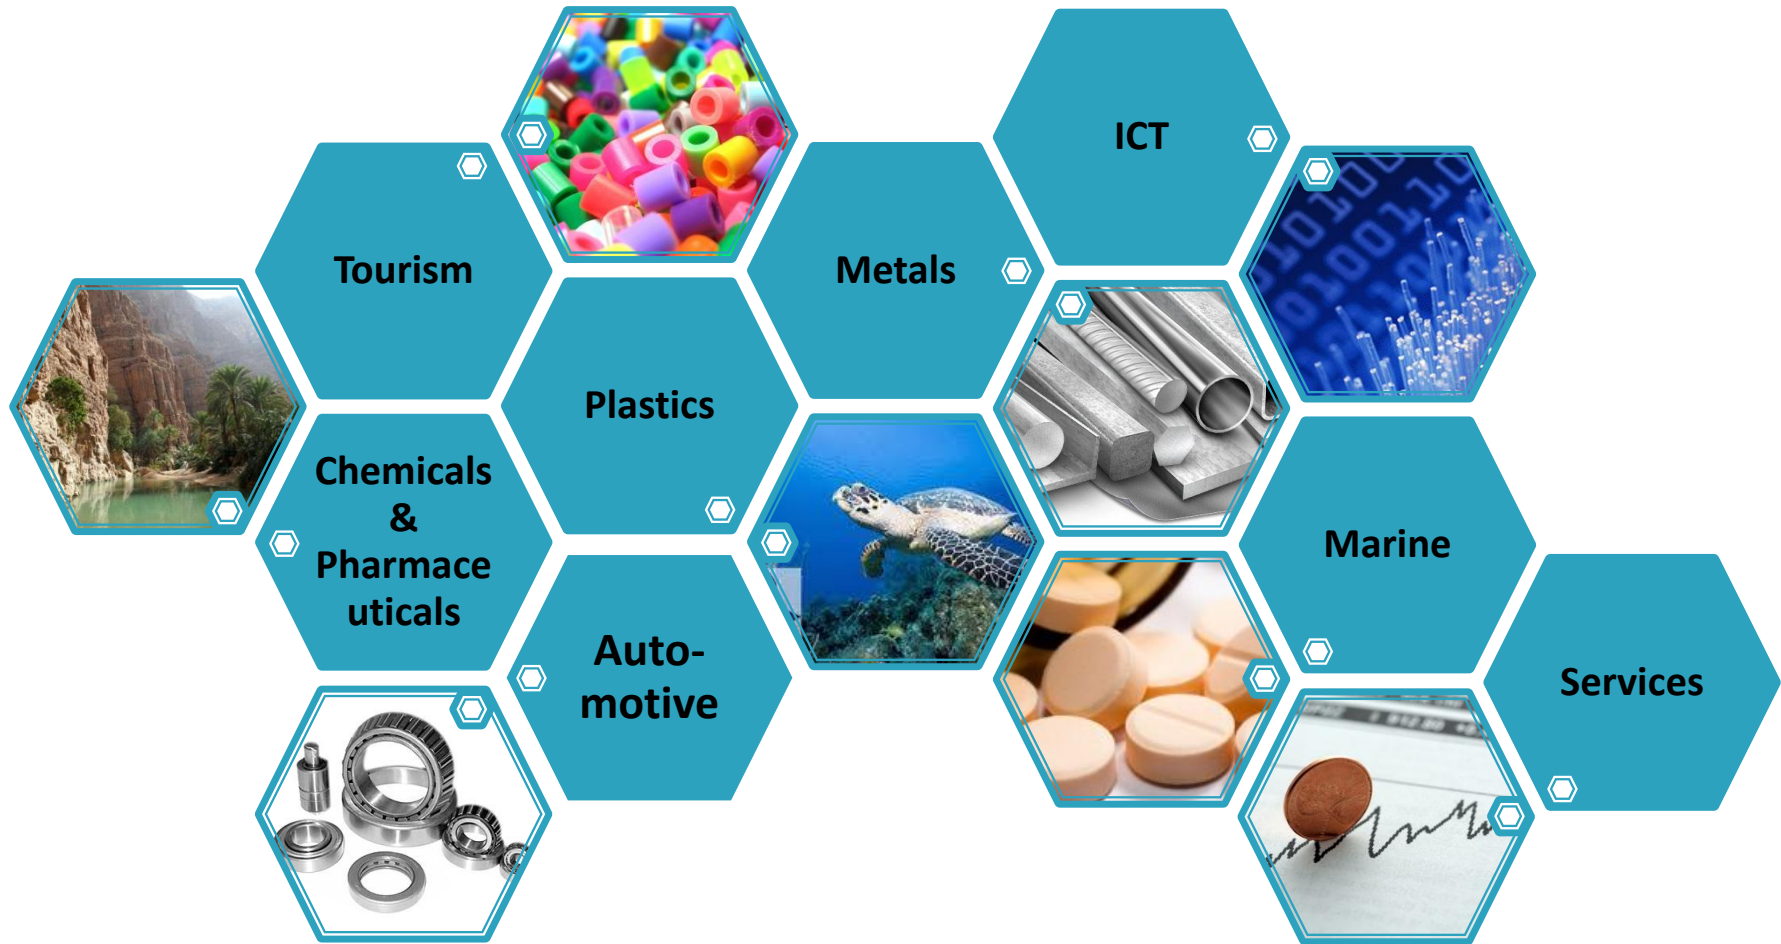 ICT
Tourism
Metals
Plastics
Chemicals
&
Pharmace
uticals
Marine
Auto-
motive
Services